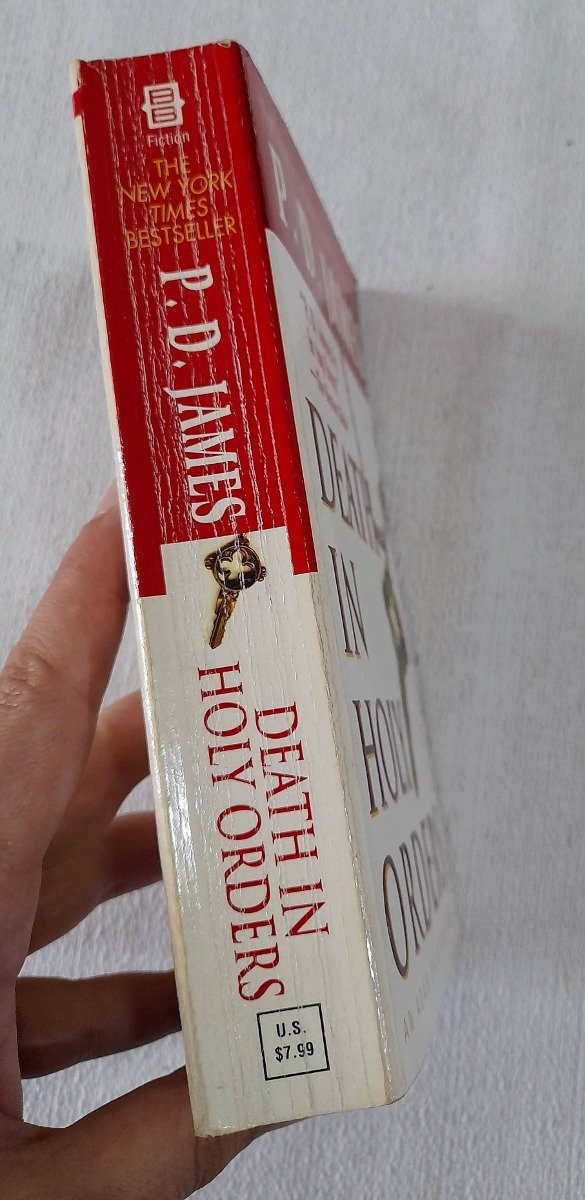 Fiction
THE
NEW YORK
TIMES
BESTSELLER
P. D. JAMES
DEATH IN
HOLY ORDERS
U.S.
$7.99
P. D.
DEATH
IN
HOLY
ORDERS